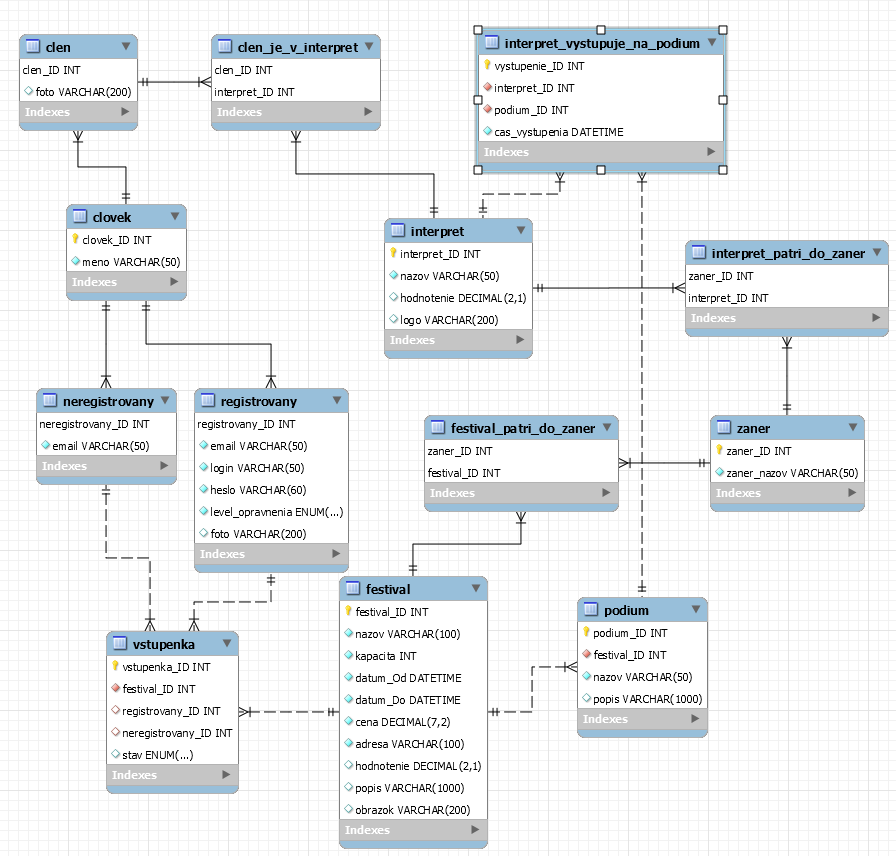 clen
clen_ID INT
foto VARCHAR(200)
Indexes
clen_je_v_interpret
clen_ID INT
interpret_ID INT
Indexes
interpret_vystupuje_na_podium
vystupenie_ID INT
interpret_ID INT
podium_ID INT
cas_vystupenia DATETIME
Indexes
clovek
clovek_ID INT
meno VARCHAR(50)
Indexes
interpret
interpret_ID INT
nazov VARCHAR(50)
hodnotenie DECIMAL(2,1)
logo VARCHAR(200)
Indexes
interpret_patri_do_zaner
zaner_ID INT
interpret_ID INT
Indexes
neregistrovany
neregistrovany_ID INT
email VARCHAR(50)
Indexes
registrovany
registrovany_ID INT
email VARCHAR(50)
login VARCHAR(50)
heslo VARCHAR(60)
level_opravnenia ENUM(...)
foto VARCHAR(200)
Indexes
festival_patri_do_zaner
zaner_ID INT
festival_ID INT
Indexes
zaner
zaner_ID INT
zaner_nazov VARCHAR(50)
Indexes
vstupenka
vstupenka_ID INT
festival_ID INT
registrovany_ID INT
neregistrovany_ID INT
stav ENUM(...)
Indexes
festival
festival_ID INT
nazov VARCHAR(100)
kapacita INT
datum_Od DATETIME
datum_Do DATETIME
cena DECIMAL(7,2)
adresa VARCHAR(100)
hodnotenie DECIMAL(2,1)
popis VARCHAR(1000)
obrazok VARCHAR(200)
Indexes
podium
podium_ID INT
festival_ID INT
nazov VARCHAR(50)
popis VARCHAR(1000)
Indexes